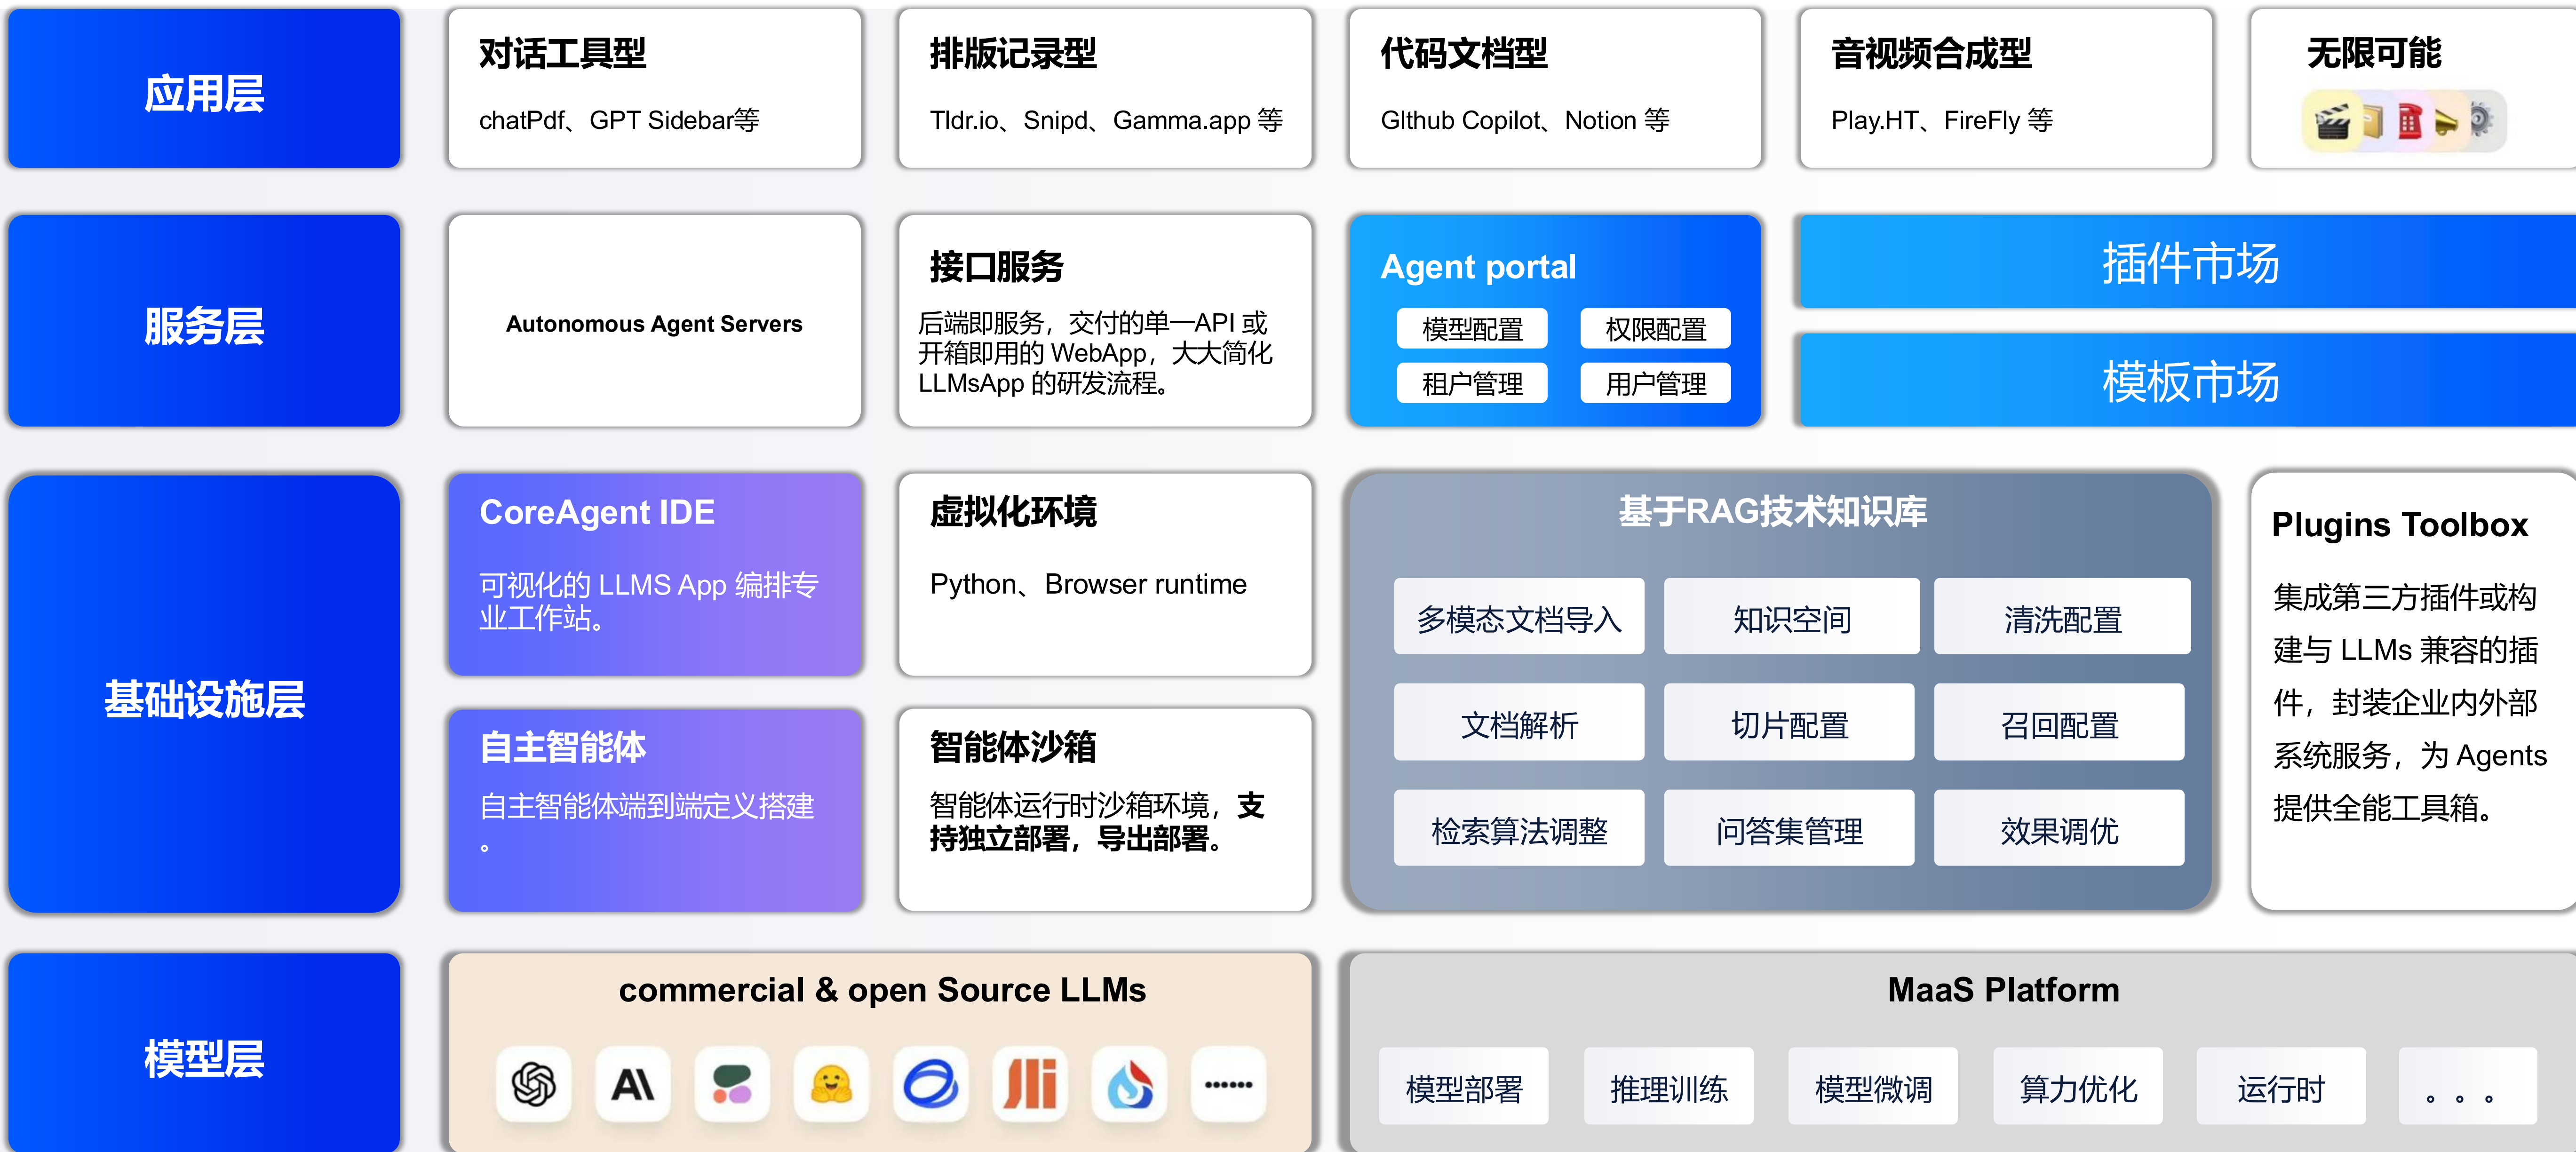 应用层
对话工具型
chatPdf、GPT Sidebar等
排版记录型
Tldr.io、Snipd、Gamma.app 等
代码文档型
GIthub Copilot、Notion 等
音视频合成型
Play.HT、FireFly 等
无限可能
服务层
Autonomous Agent Servers
接口服务
后端即服务，交付的单一API 或
开箱即用的 WebApp，大大简化
LLMsApp 的研发流程。
Agent portal
模型配置
权限配置
租户管理
用户管理
插件市场
模板市场
基础设施层
CoreAgent IDE
可视化的 LLMS App 编排专
业工作站。
虚拟化环境
Python、Browser runtime
自主智能体
自主智能体端到端定义搭建
。
智能体沙箱
智能体运行时沙箱环境，支
持独立部署，导出部署。
基于RAG技术知识库
多模态文档导入
知识空间
清洗配置
文档解析
切片配置
召回配置
检索算法调整
问答集管理
效果调优
Plugins Toolbox
集成第三方插件或构
建与 LLMs 兼容的插
件，封装企业内外部
系统服务，为 Agents
提供全能工具箱。
模型层
commercial & open Source LLMs
AI
••••••
MaaS Platform
模型部署
推理训练
模型微调
算力优化
运行时
。。。